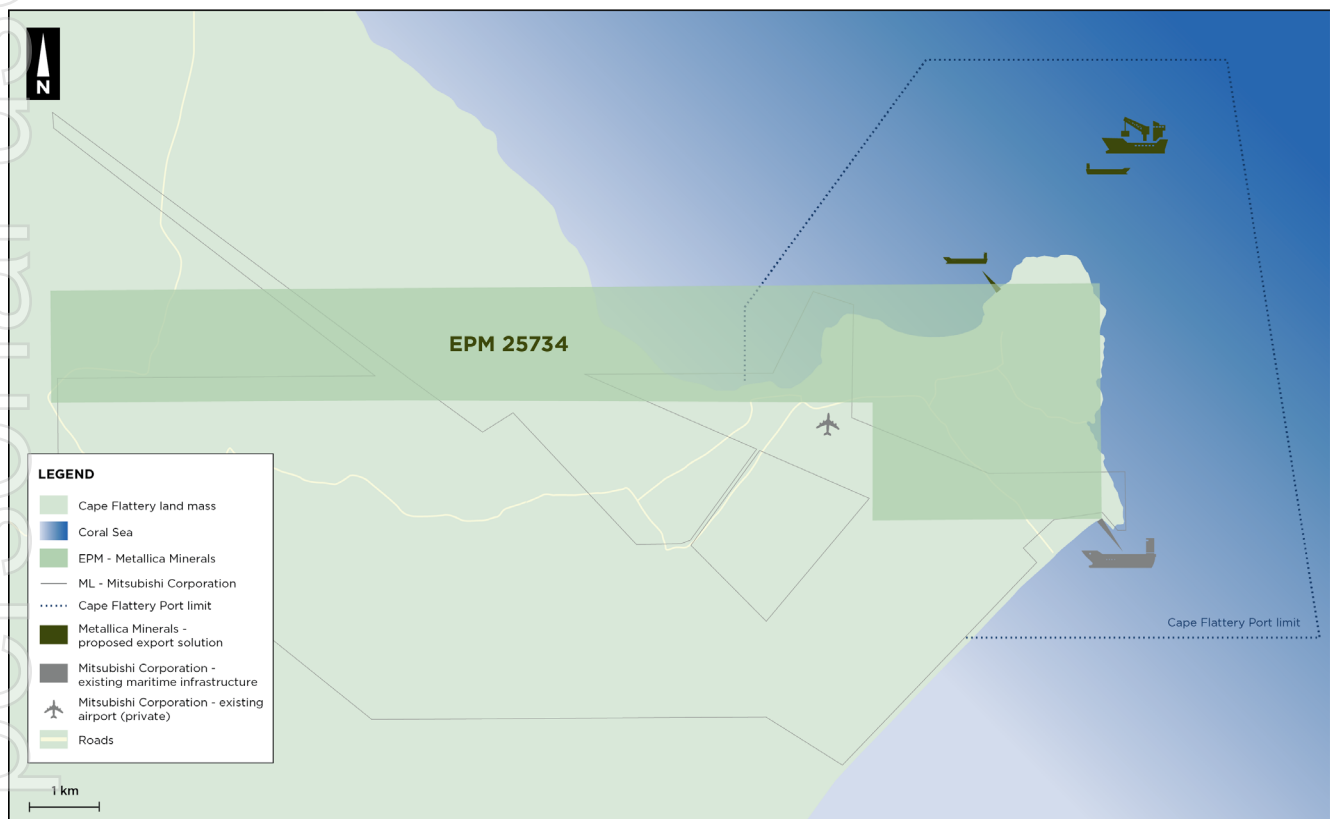 N
EPM 25734
LEGEND
Cape Flattery land mass
Coral Sea
EPM - Metallica Minerals
ML - Mitsubishi Corporation
Cape Flattery Port limit
Metallica Minerals -
proposed export solution
Mitsubishi Corporation -
existing maritime infrastructure
Mitsubishi Corporation - existing
airport (private)
Roads
1 km
Cape Flattery Port limit